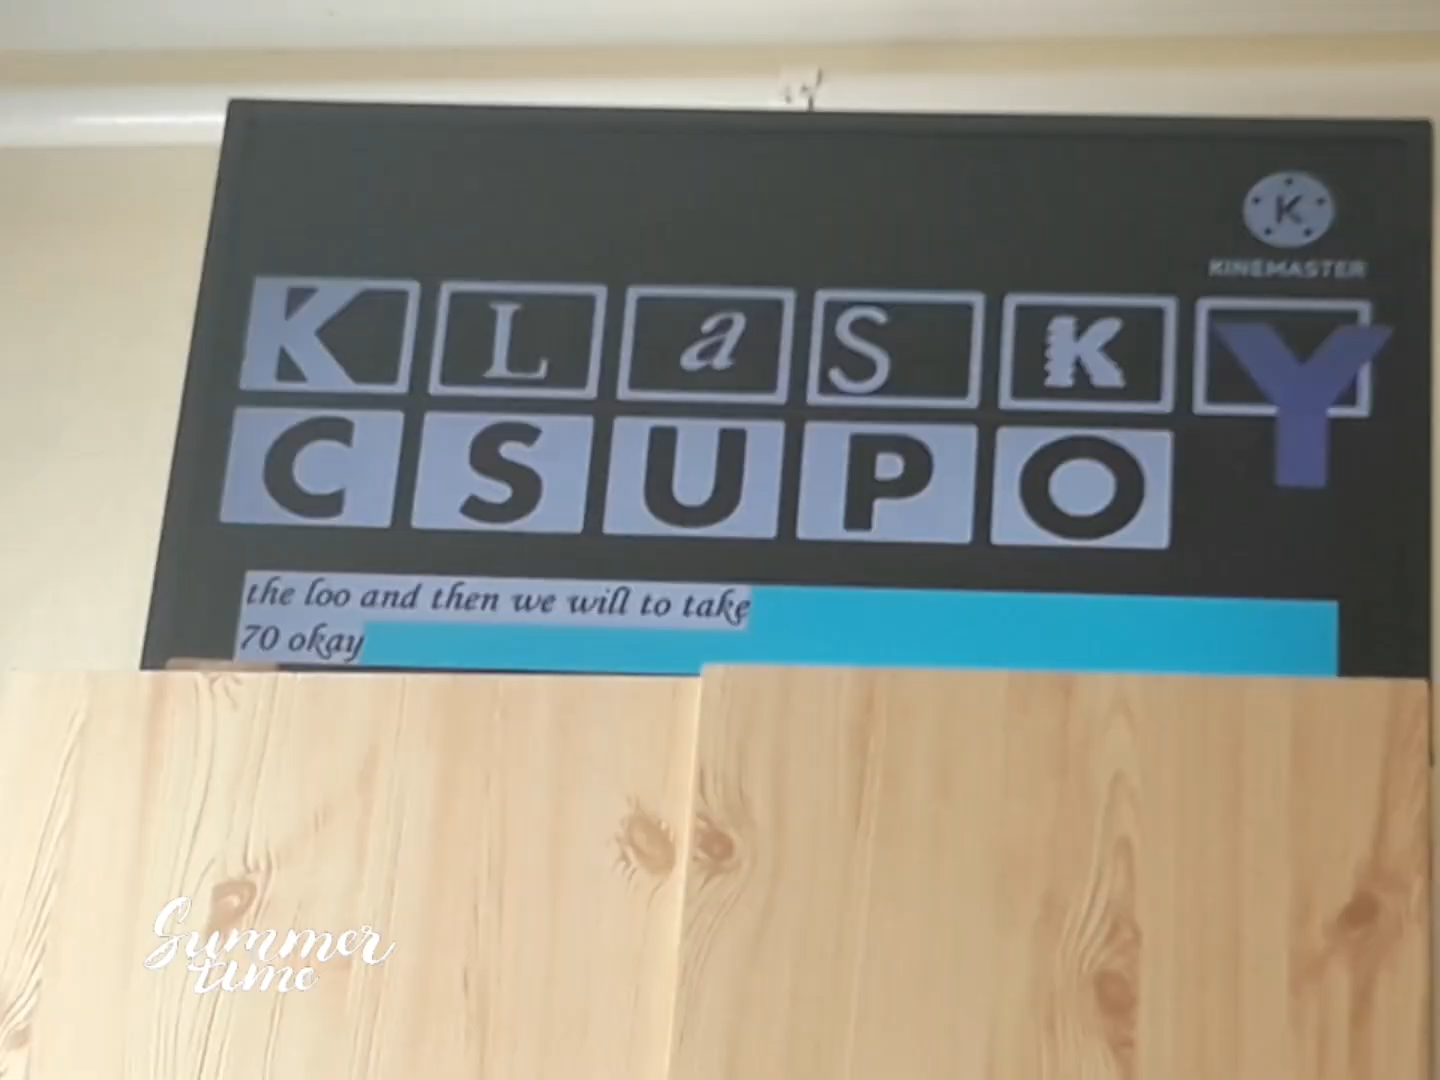 K
KINEMASTER
KLaSKY
CSUPO
the loo and then we will to take
70 okay
Summer
time